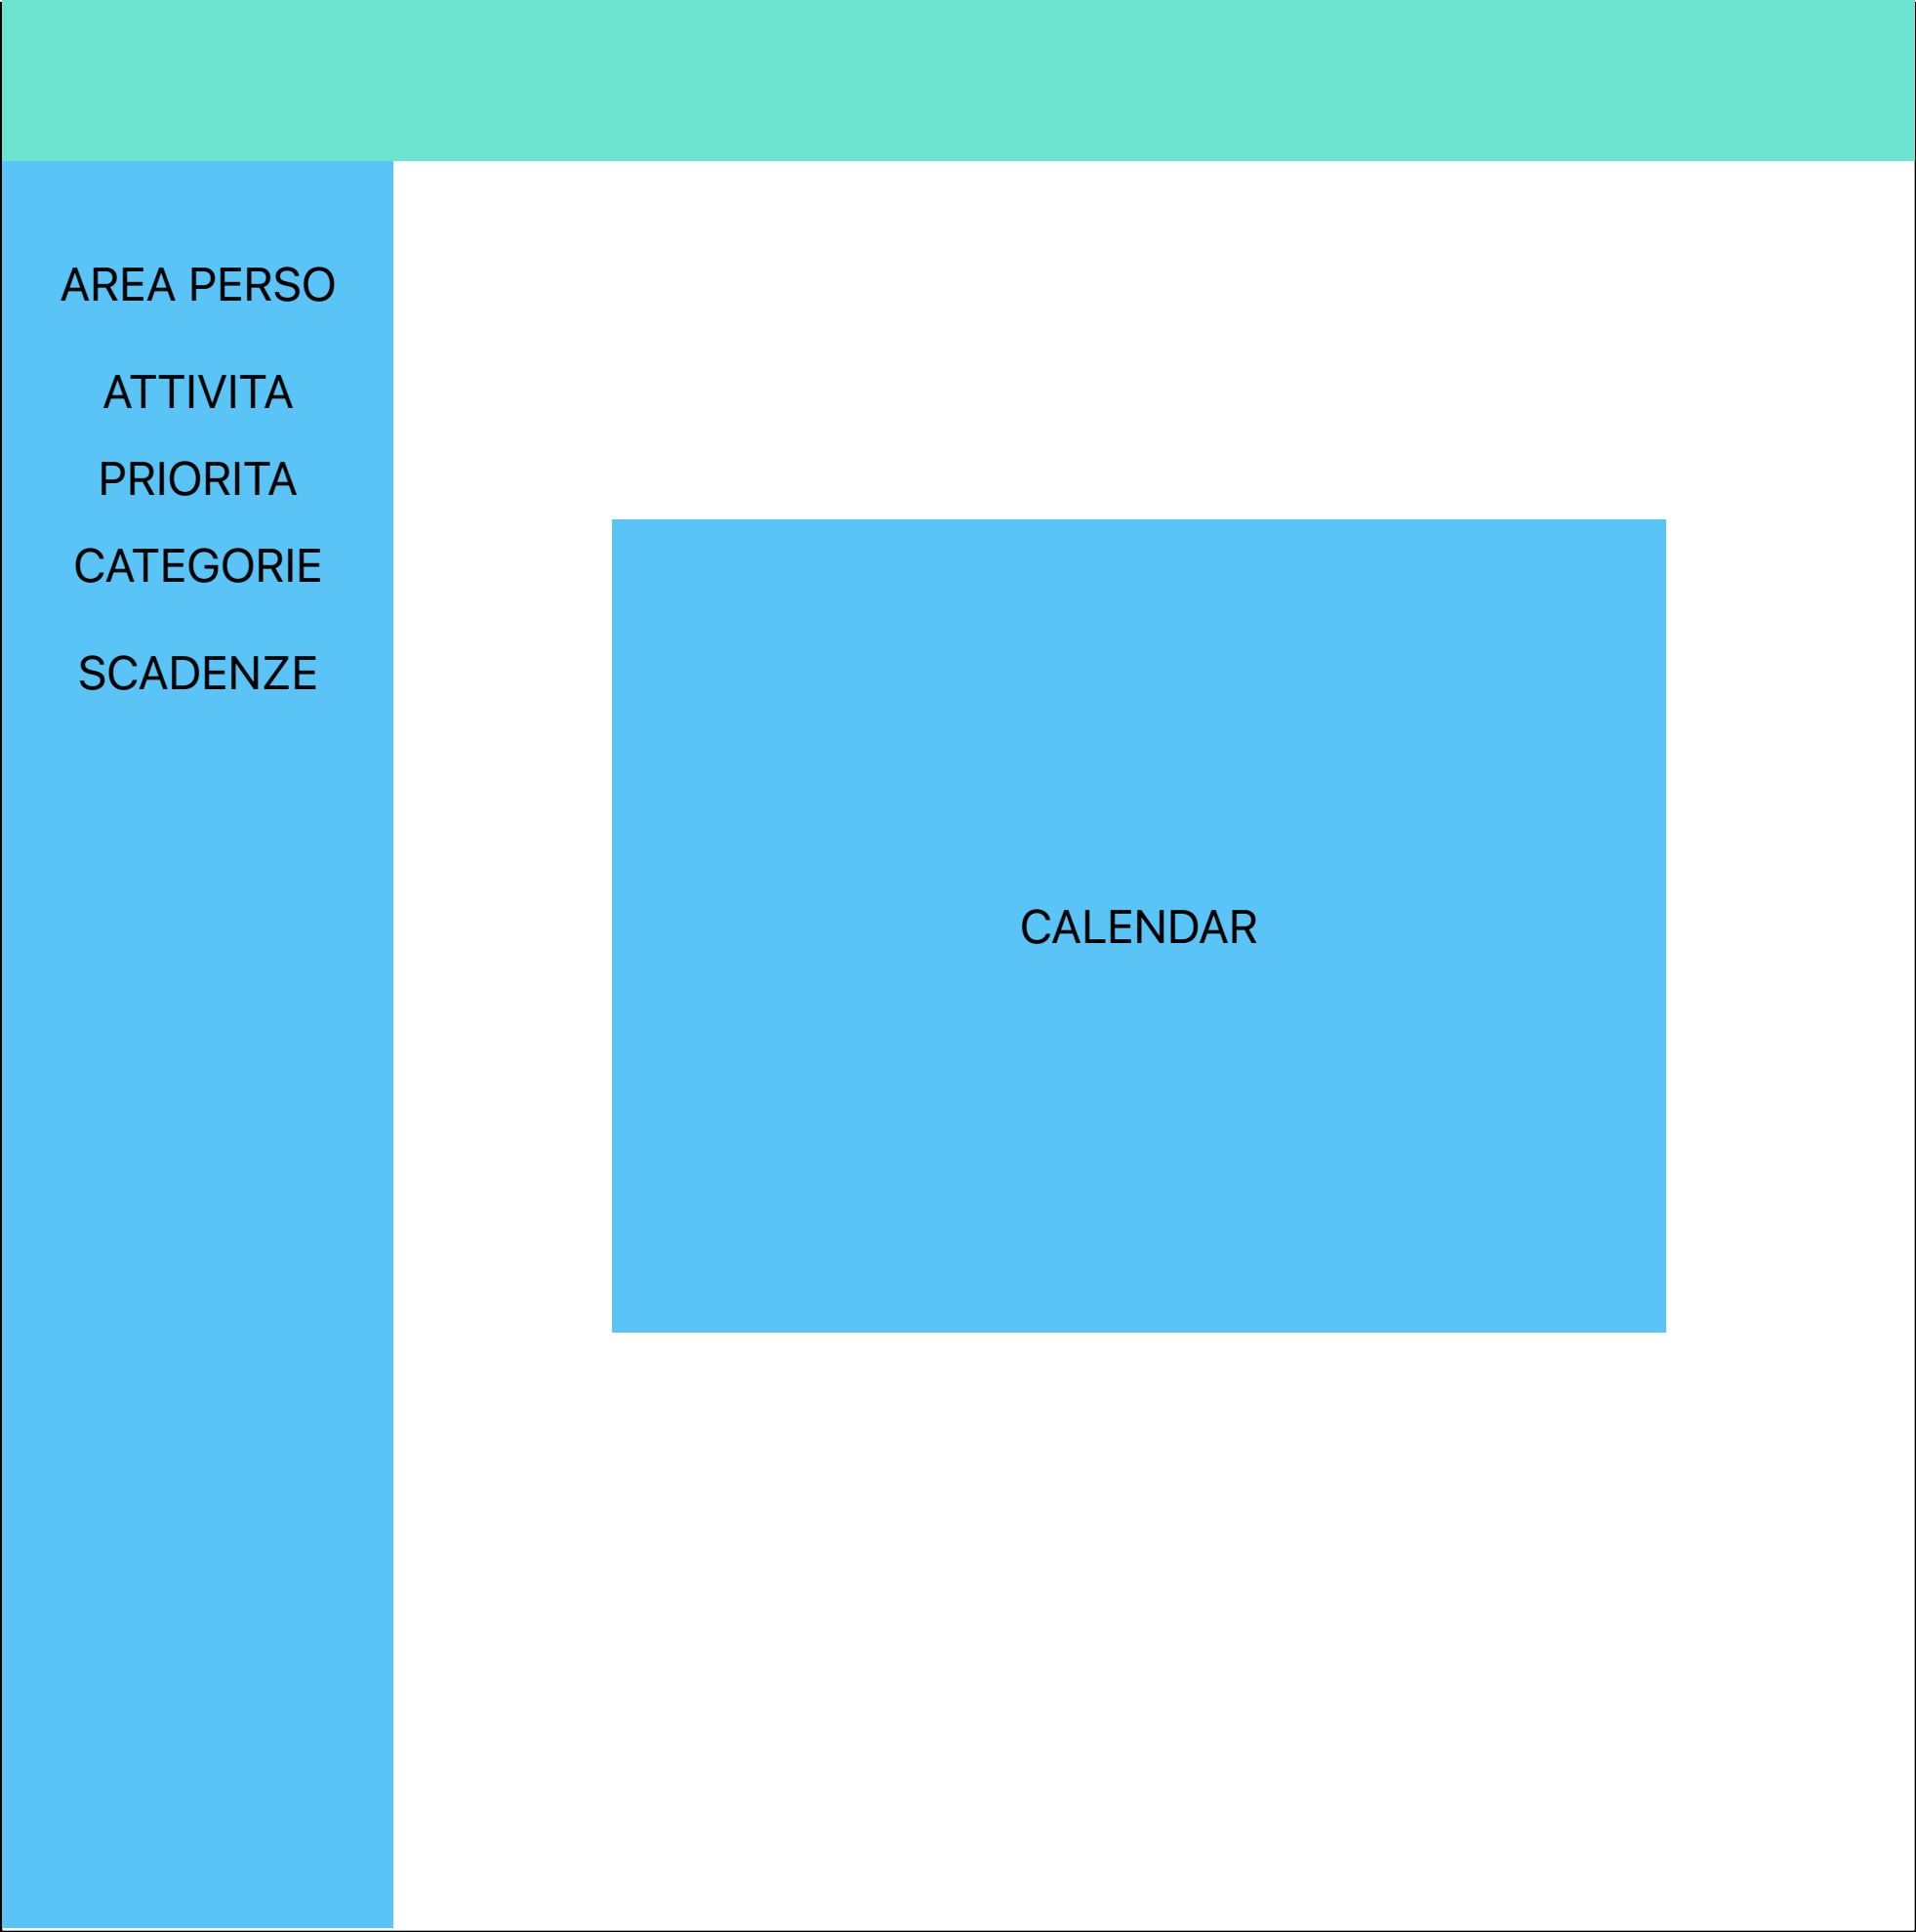 AREA PERSO
ATTIVITA
PRIORITA
CATEGORIE
SCADENZE
CALENDAR